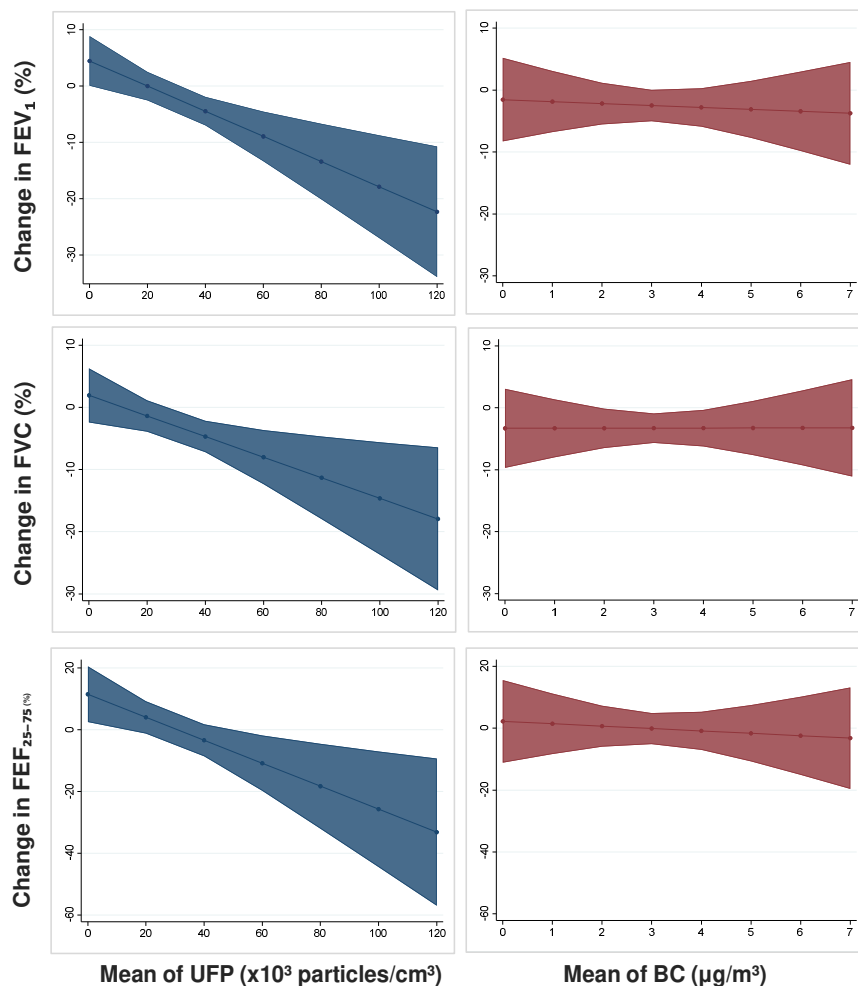 Change in FEV₁ (%)
10
0
-10
-20
-30
0 20 40 60 80 100 120
10
0
-10
-20
-30
0 1 2 3 4 5 6 7
Change in FVC (%)
10
0
-10
-20
-30
0 20 40 60 80 100 120
10
0
-10
-20
-30
0 1 2 3 4 5 6 7
Change in FEF₂₅₋₇₅ (%)
20
0
-20
-40
-60
0 20 40 60 80 100 120
20
0
-20
-40
-60
0 1 2 3 4 5 6 7
Mean of UFP (x10³ particles/cm³)
Mean of BC (µg/m³)